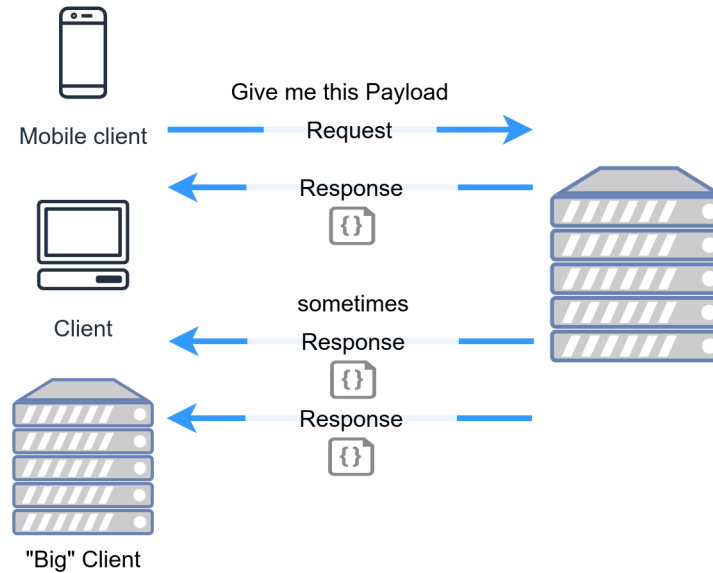 Give me this Payload
Mobile client
Request
Response
{}
sometimes
Client
Response
{}
Response
{}
"Big" Client